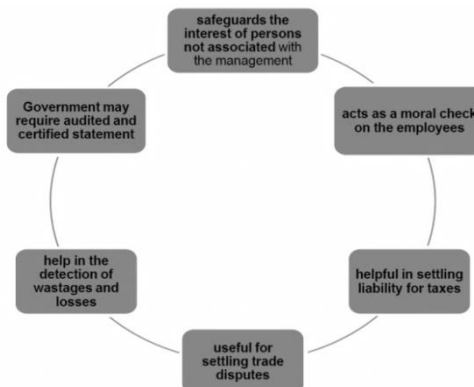 safeguards the
interest of persons
not associated with
the management
acts as a moral check
on the employees
helpful in settling
liability for taxes
useful for
settling trade
disputes
help in the
detection of
wastages and
losses
Government may
require audited and
certified statement